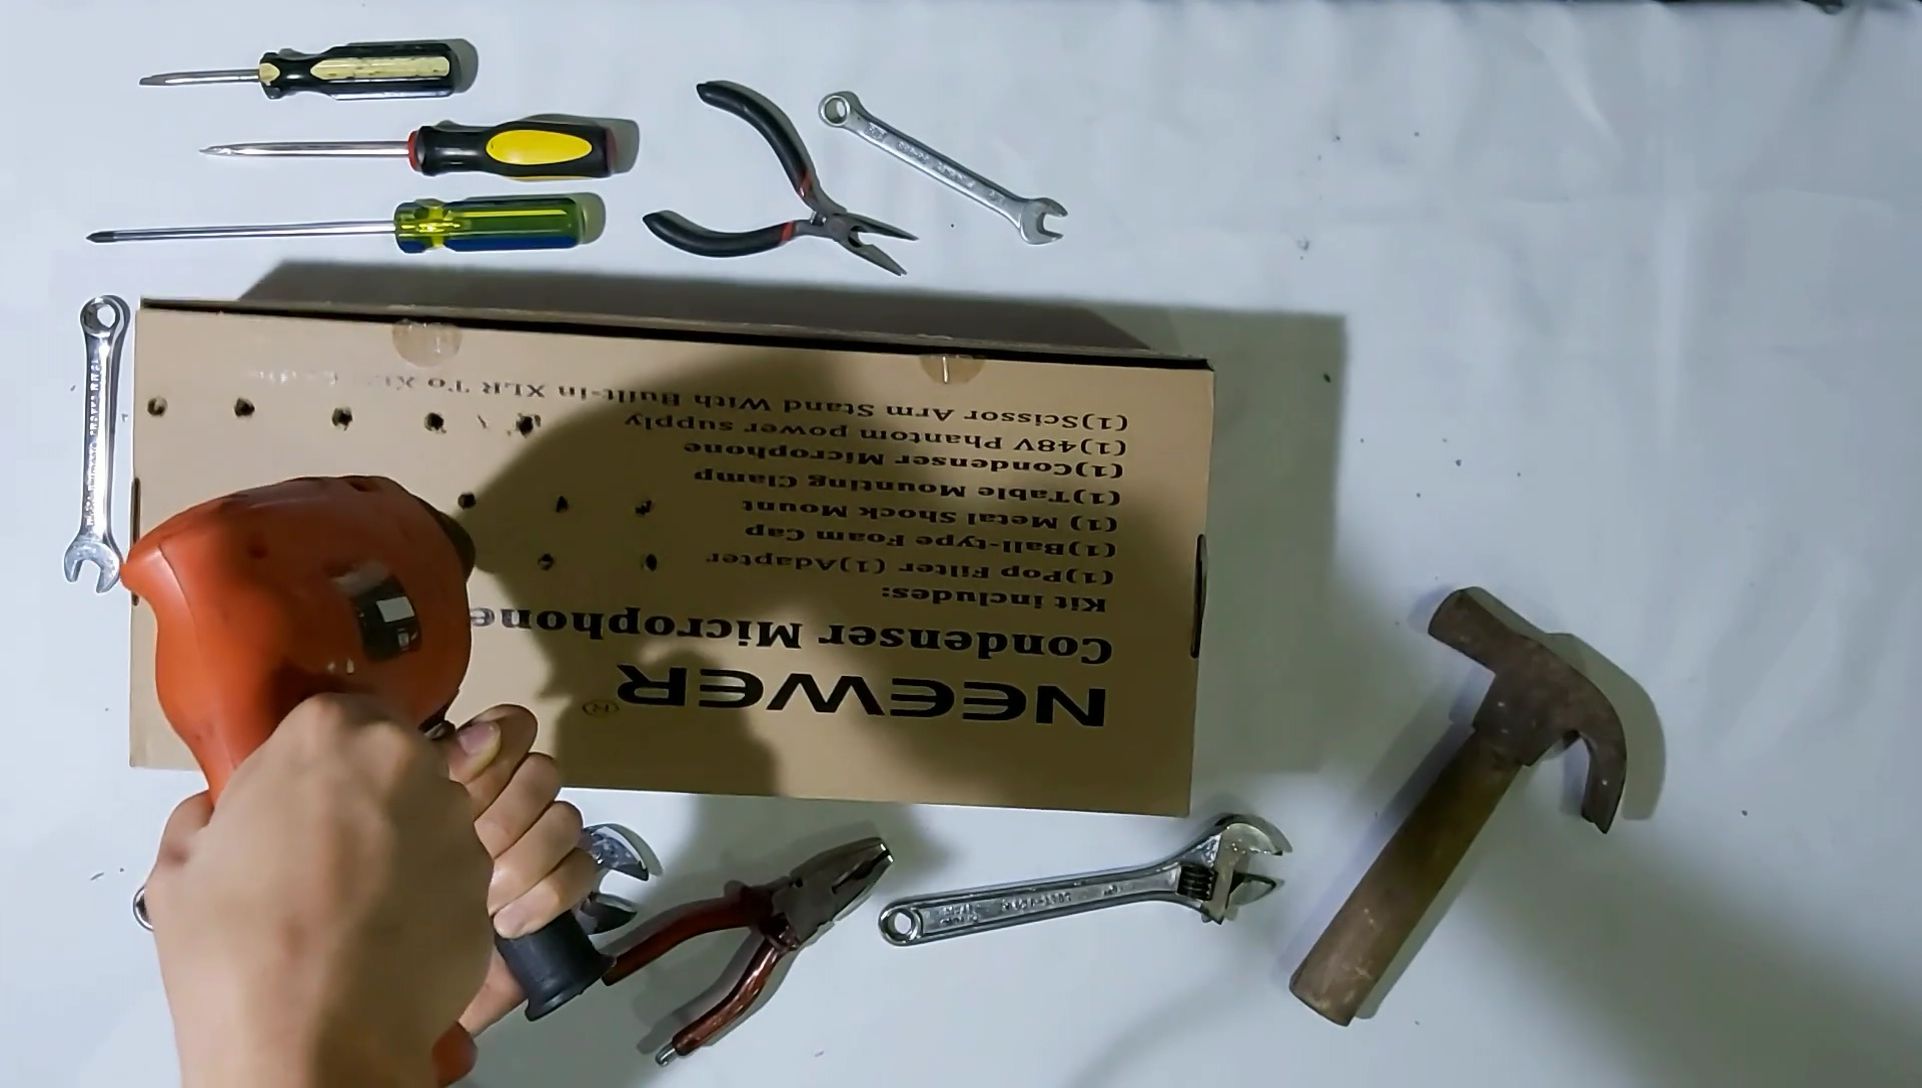 NEEWER®
Condenser Microphone
Kit includes:
(1)Pop Filter (1)Adapter
(1)Ball-type Foam Cap
(1) Metal Shock Mount
(1)Table Mounting Clamp
(1)Condenser Microphone
(1)48V Phantom power supply
(1)Scissor Arm Stand With Built-in XLR To